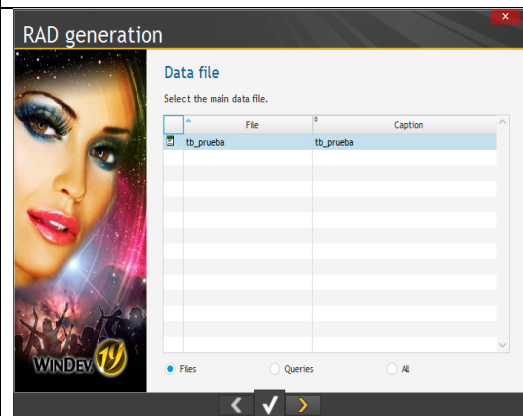 RAD generation
Data file
Select the main data file.
File Caption
tb_prueba tb_prueba
Files Queries All
WINDEV 19